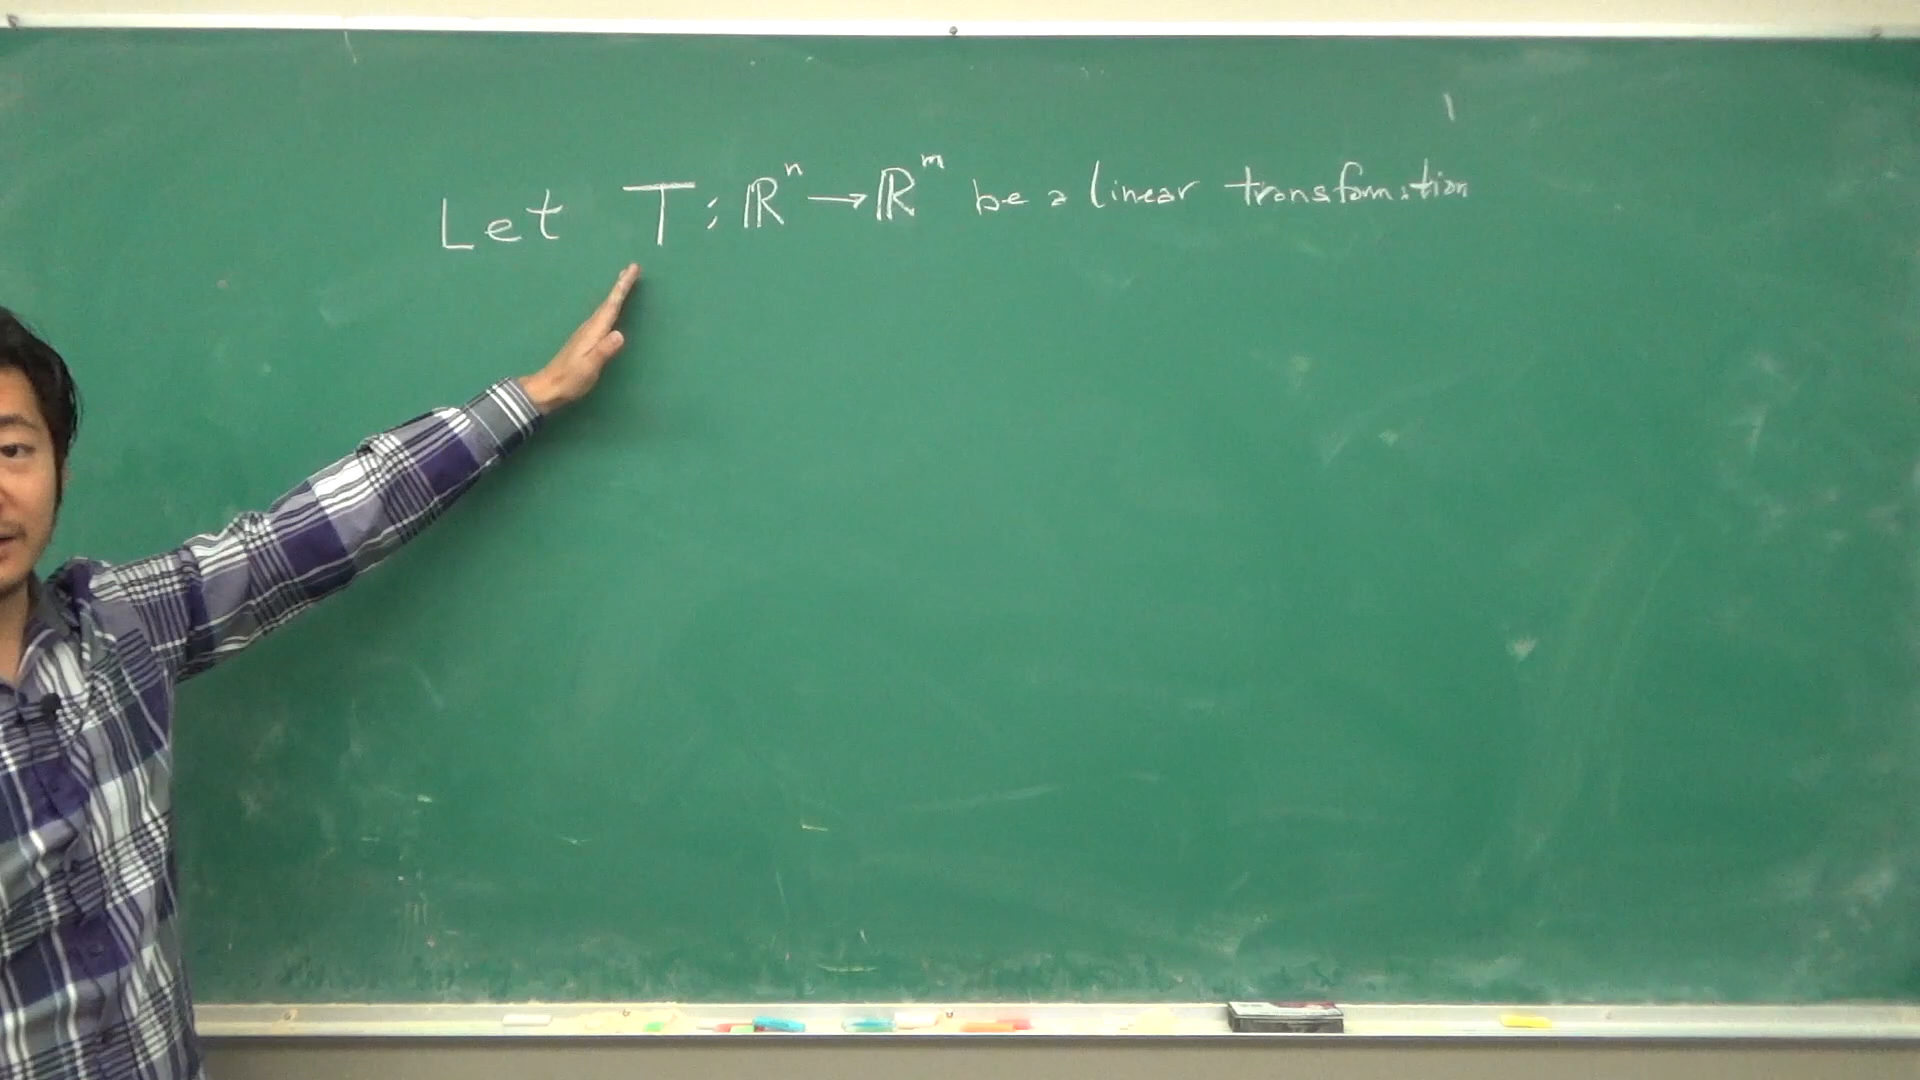 Let T : ℝⁿ → ℝᵐ be a linear transformation